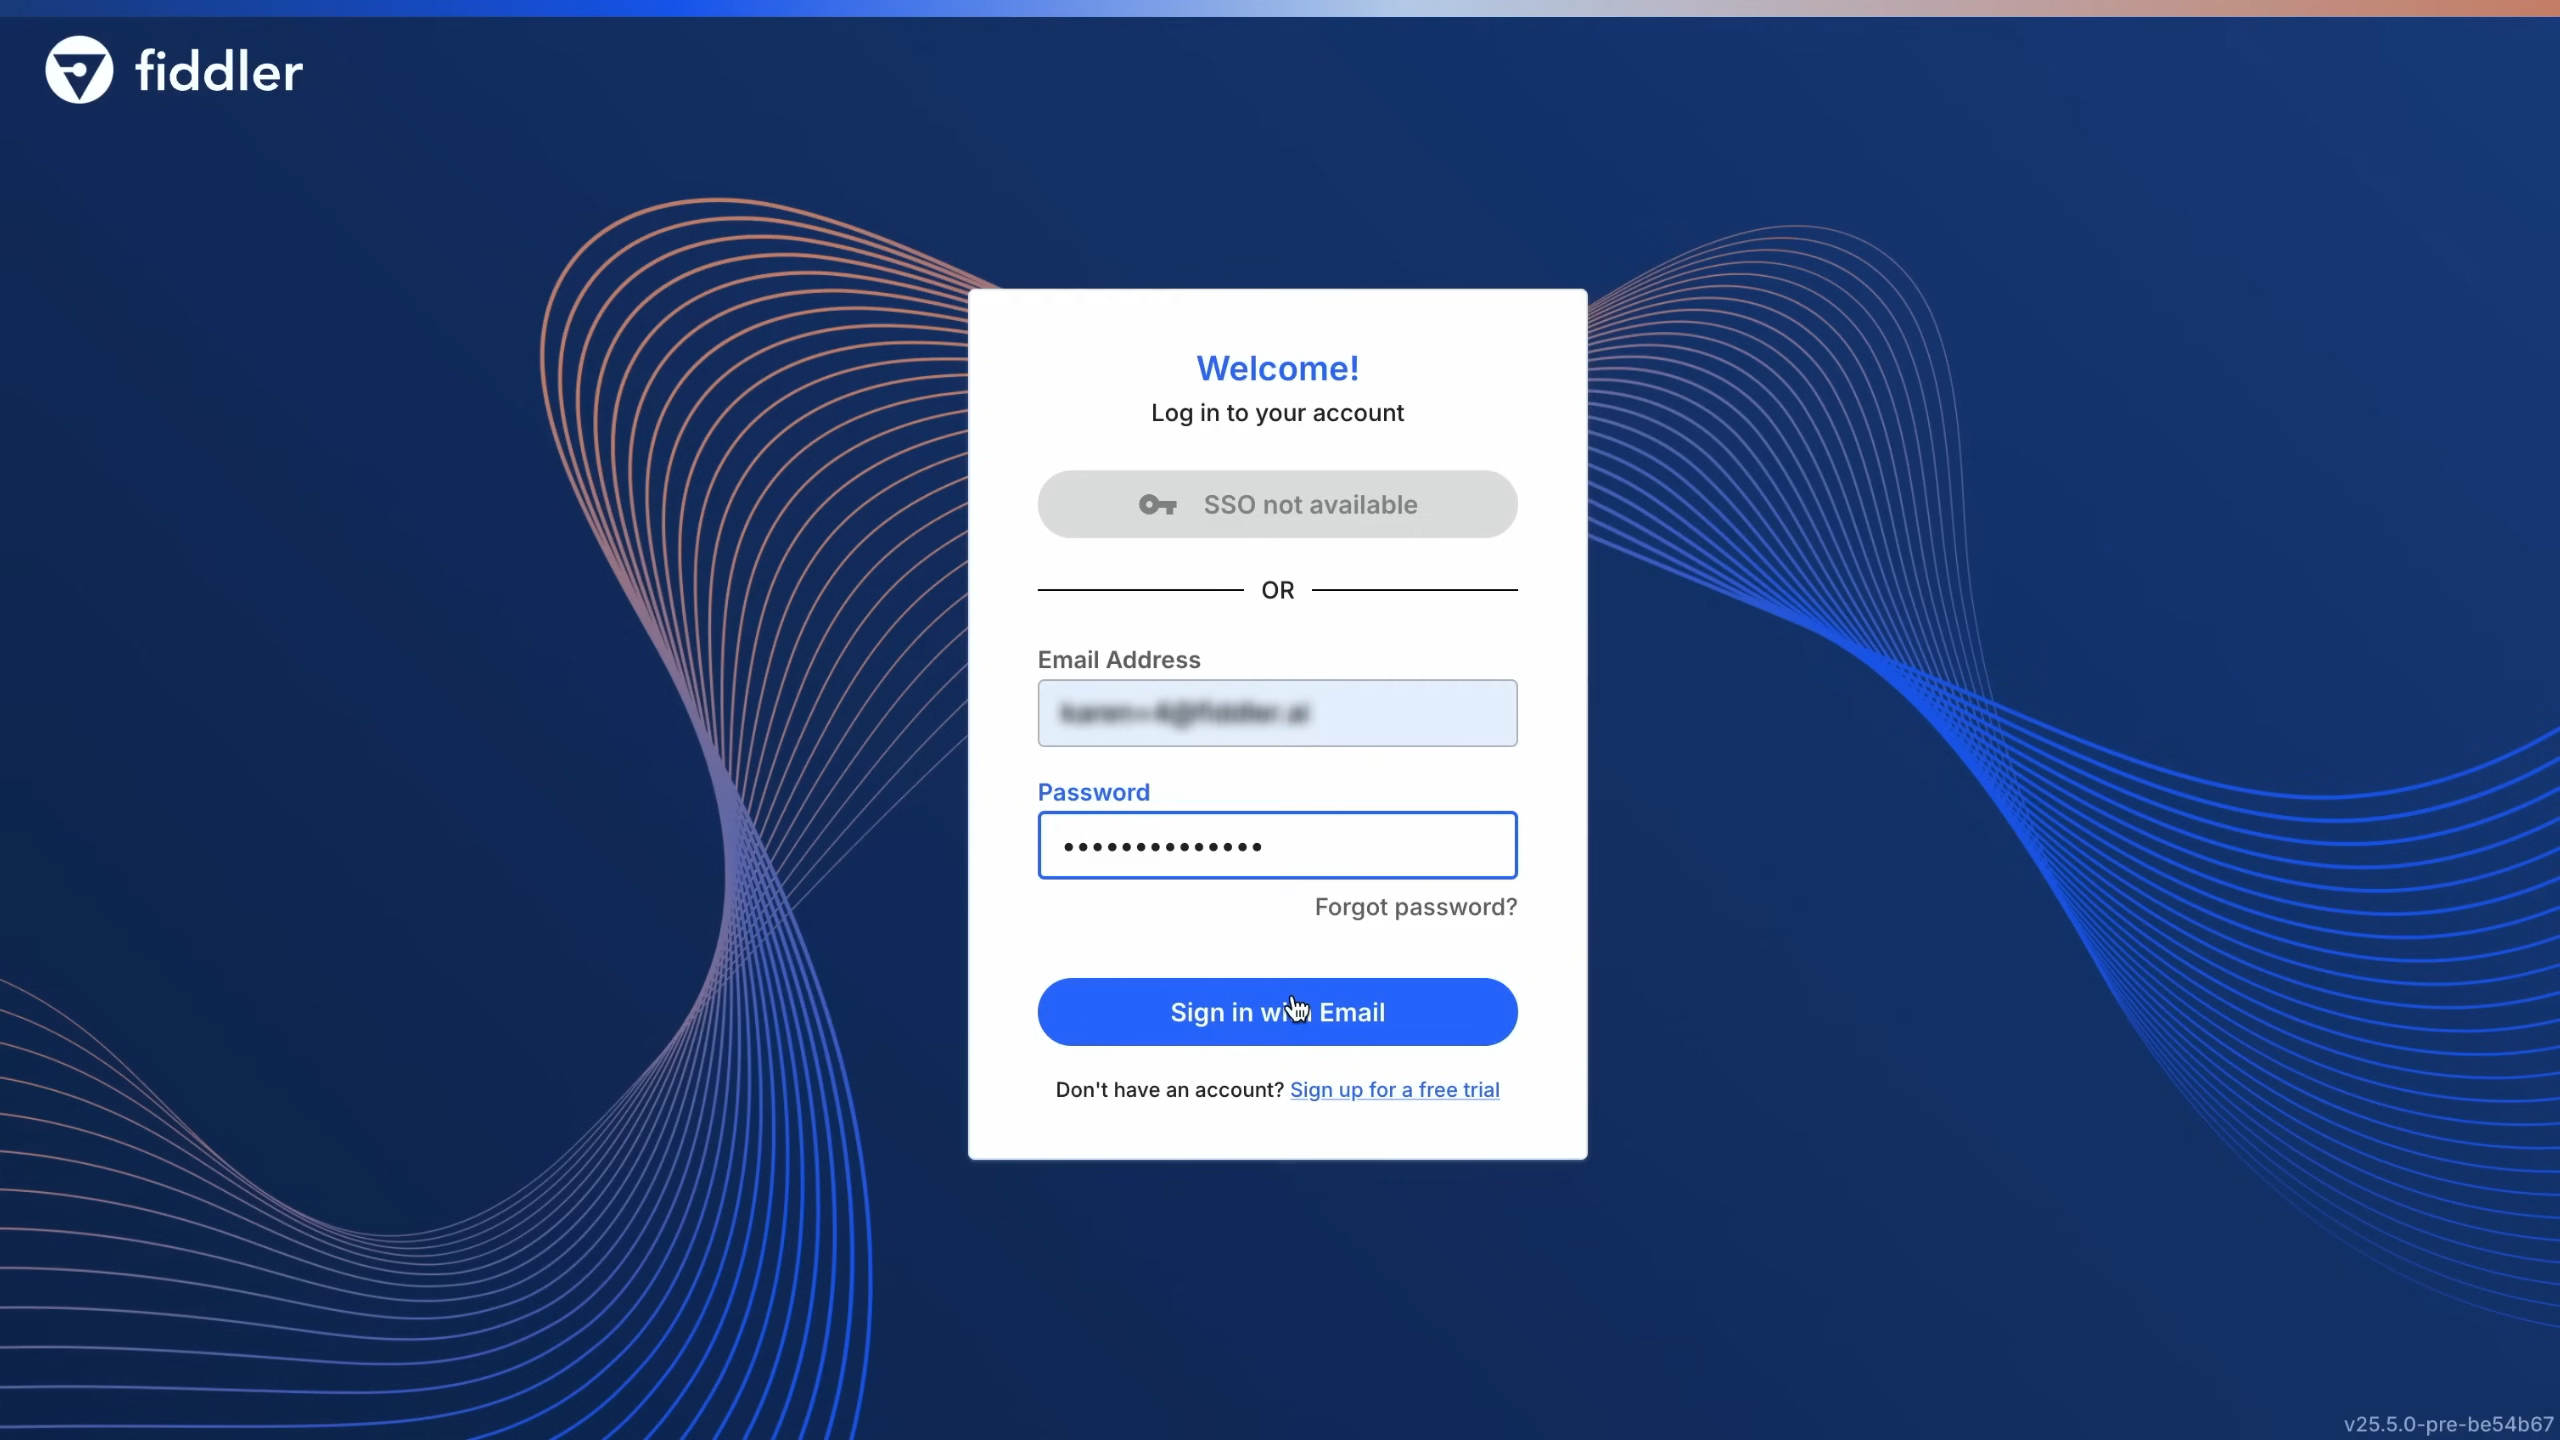 fiddler
Welcome!
Log in to your account
SSO not available
OR
Email Address
Password
Forgot password?
Sign in with Email
Don't have an account? Sign up for a free trial
v25.5.0-pre-be54b67